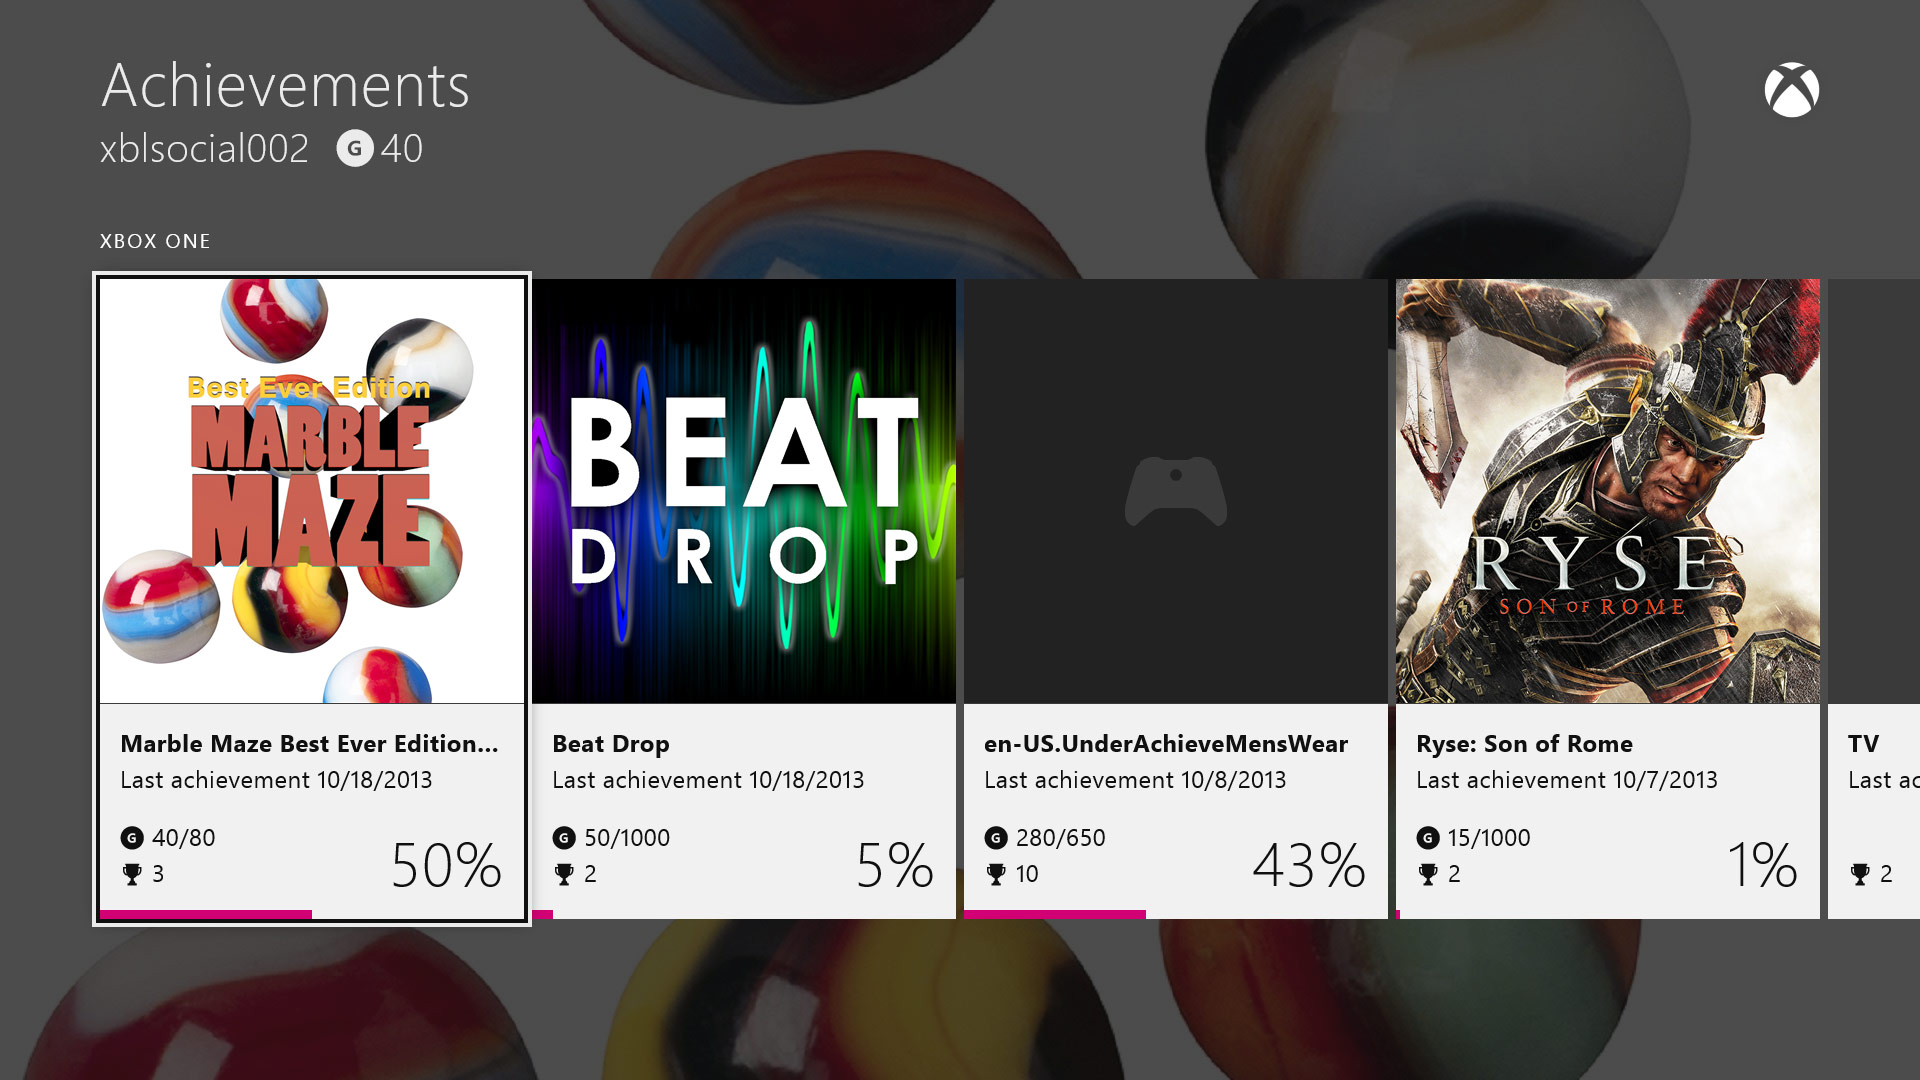 Achievements
xblsocial002 G 40
XBOX ONE
Best Ever Edition
MARBLE
MAZE
BEAT
DROP
RYSE
SON OF ROME
Marble Maze Best Ever Edition...
Last achievement 10/18/2013
G 40/80
3
50%
Beat Drop
Last achievement 10/18/2013
G 50/1000
2
5%
en-US.UnderAchieveMensWear
Last achievement 10/8/2013
G 280/650
10
43%
Ryse: Son of Rome
Last achievement 10/7/2013
G 15/1000
2
1%
TV
Last ac
2